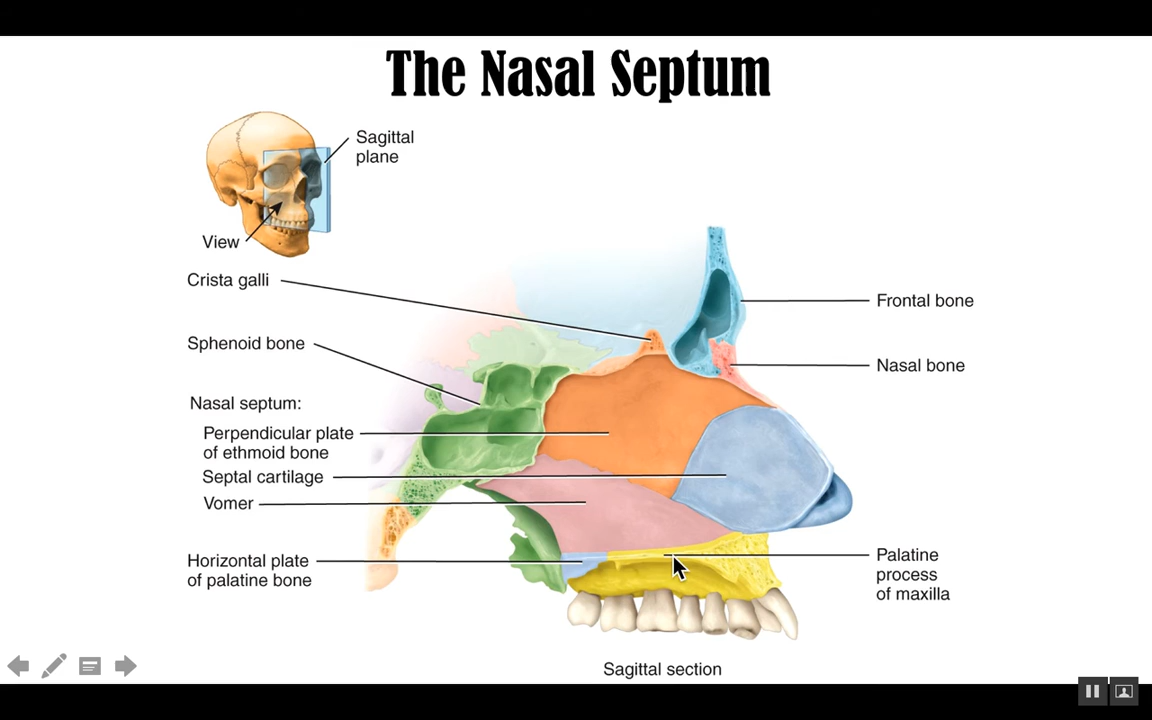 The Nasal Septum
Sagittal
plane
View
Crista galli
Frontal bone
Sphenoid bone
Nasal bone
Nasal septum:
Perpendicular plate
of ethmoid bone
Septal cartilage
Vomer
Horizontal plate
of palatine bone
Palatine
process
of maxilla
Sagittal section